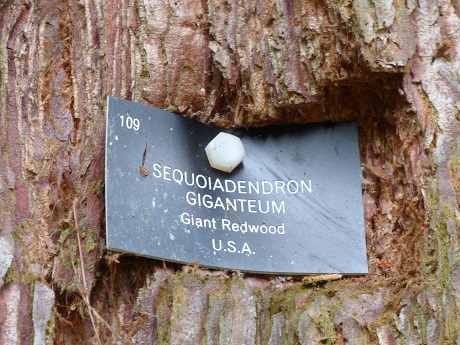 109
SEQUOIADENDRON
GIGANTEUM
Giant Redwood
U.S.A.